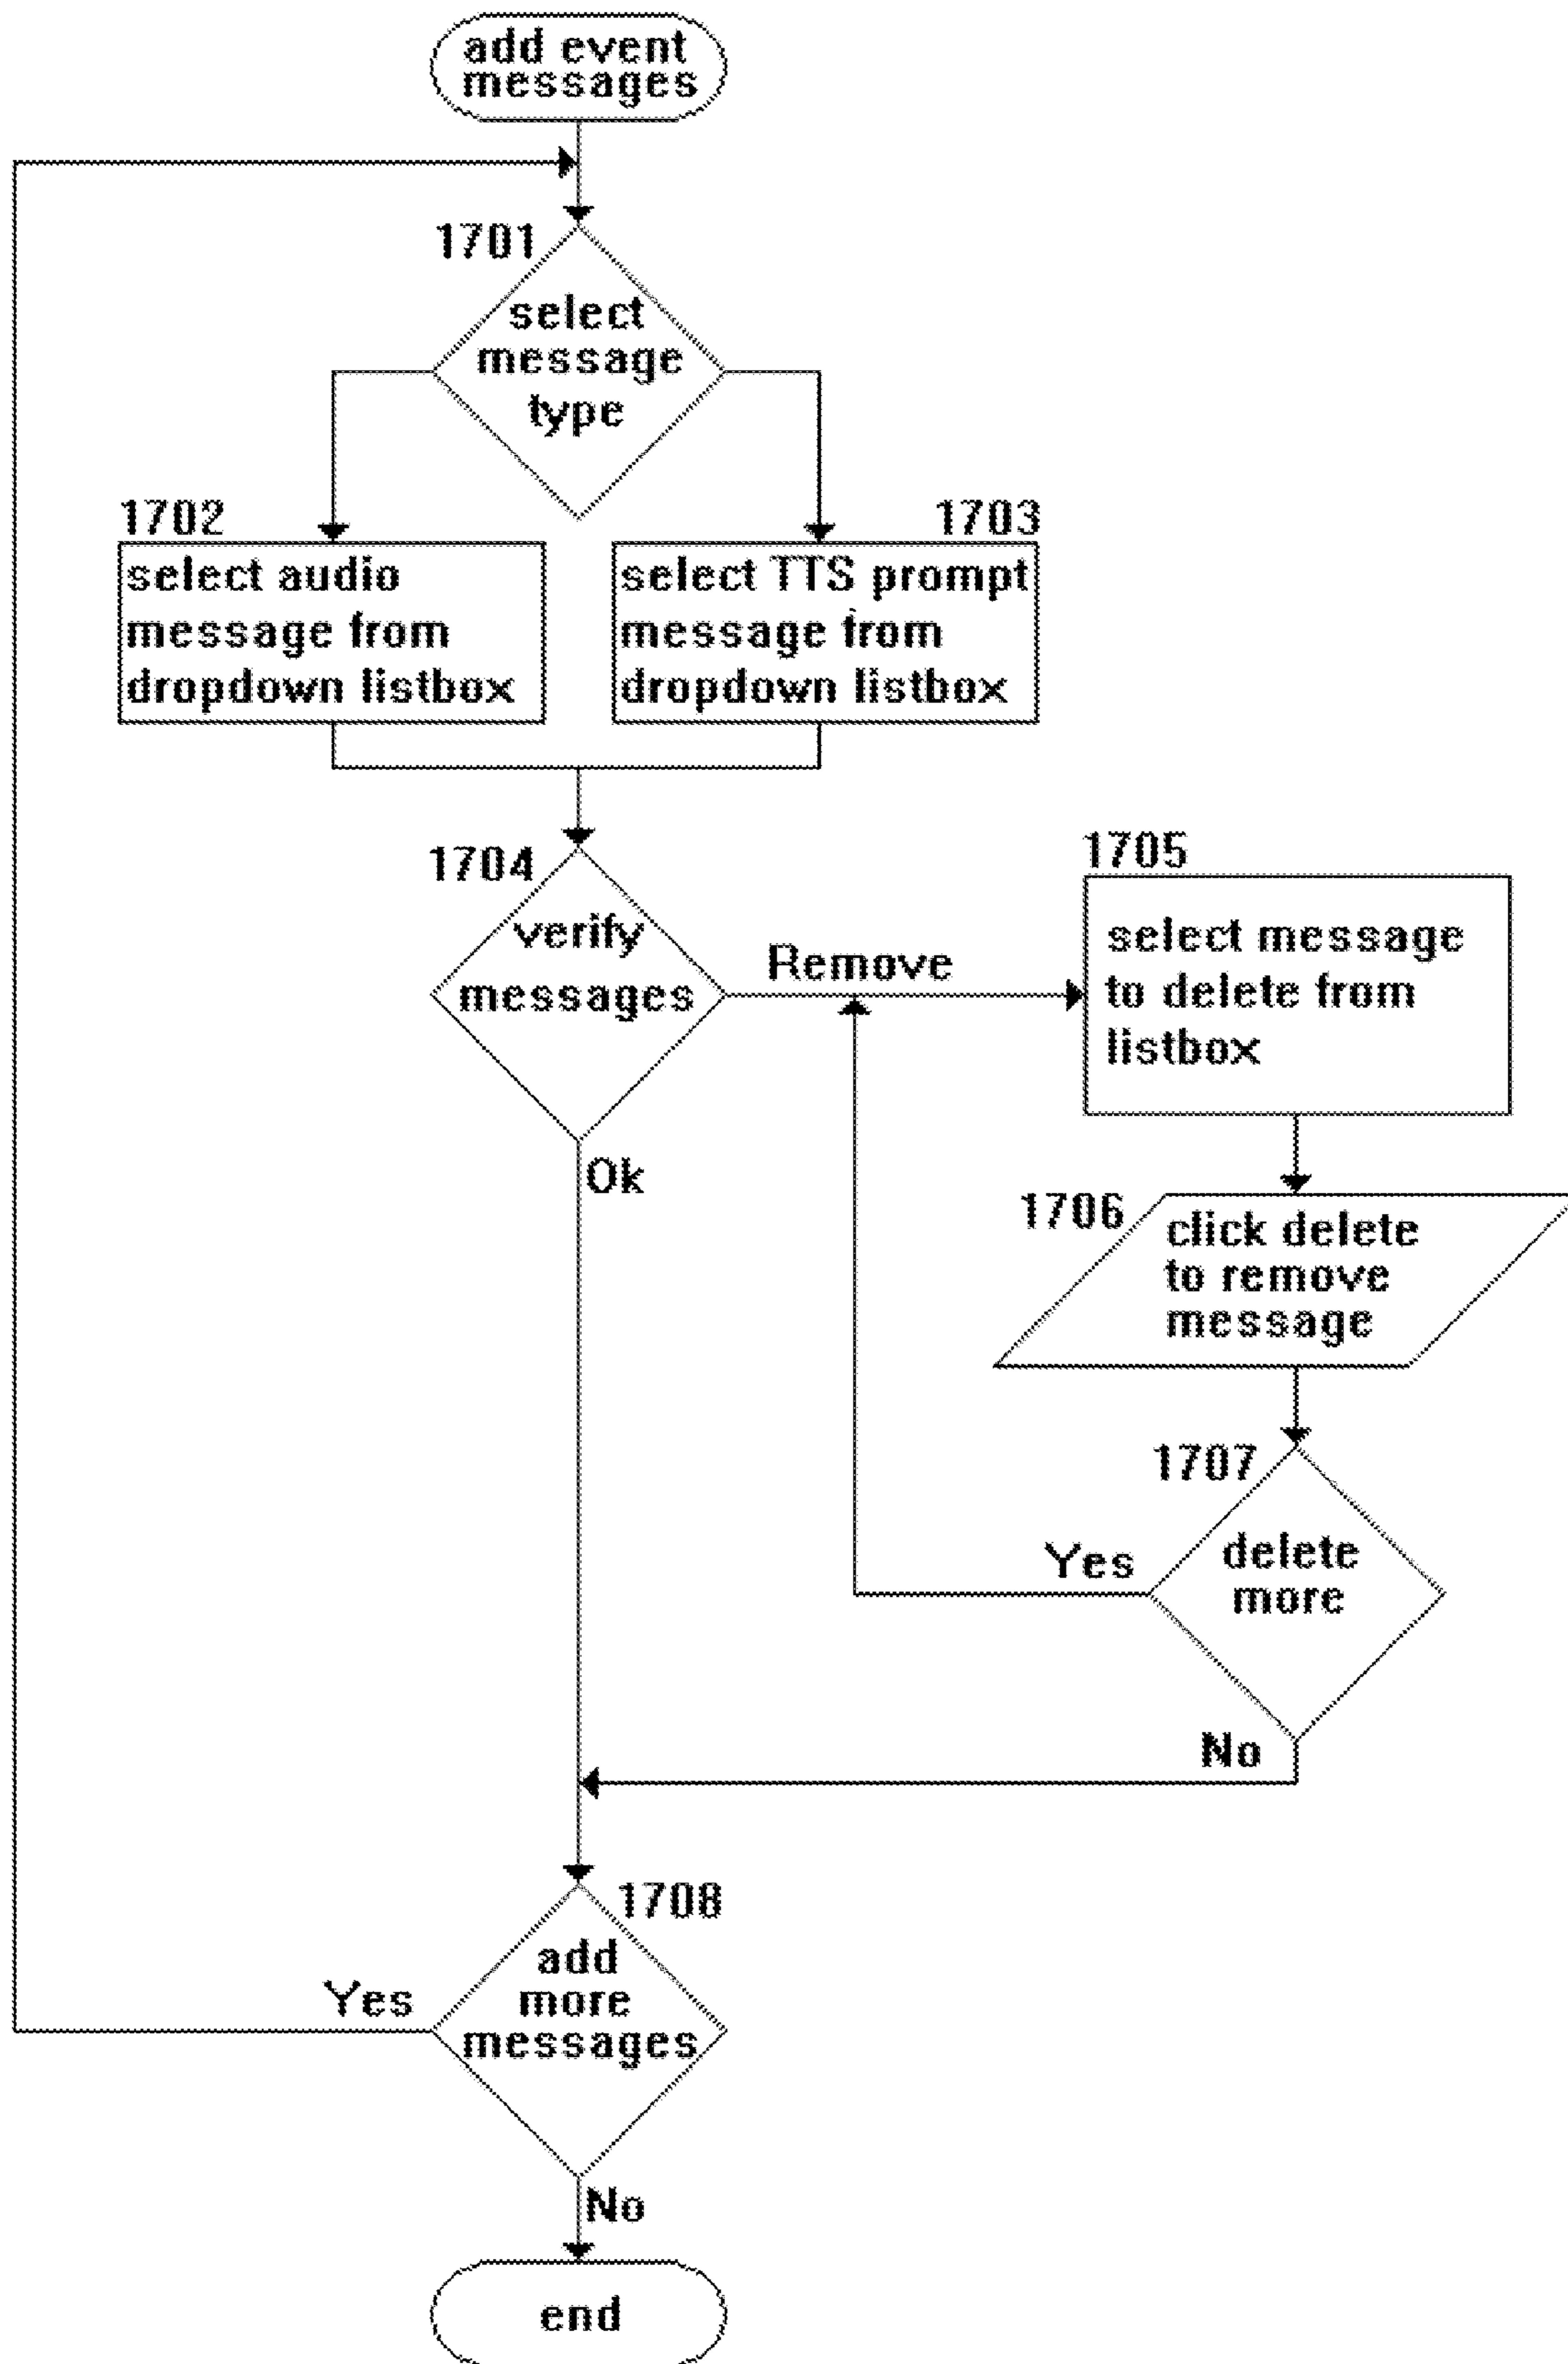 add event
messages
1701
select
message
type
1702
select audio
message from
dropdown listbox
1703
select TTS prompt
message from
dropdown listbox
1704
verify
messages
Remove
Ok
1705
select message
to delete from
listbox
1706
click delete
to remove
message
1707
delete
more
Yes
No
1708
add
more
messages
Yes
No
end